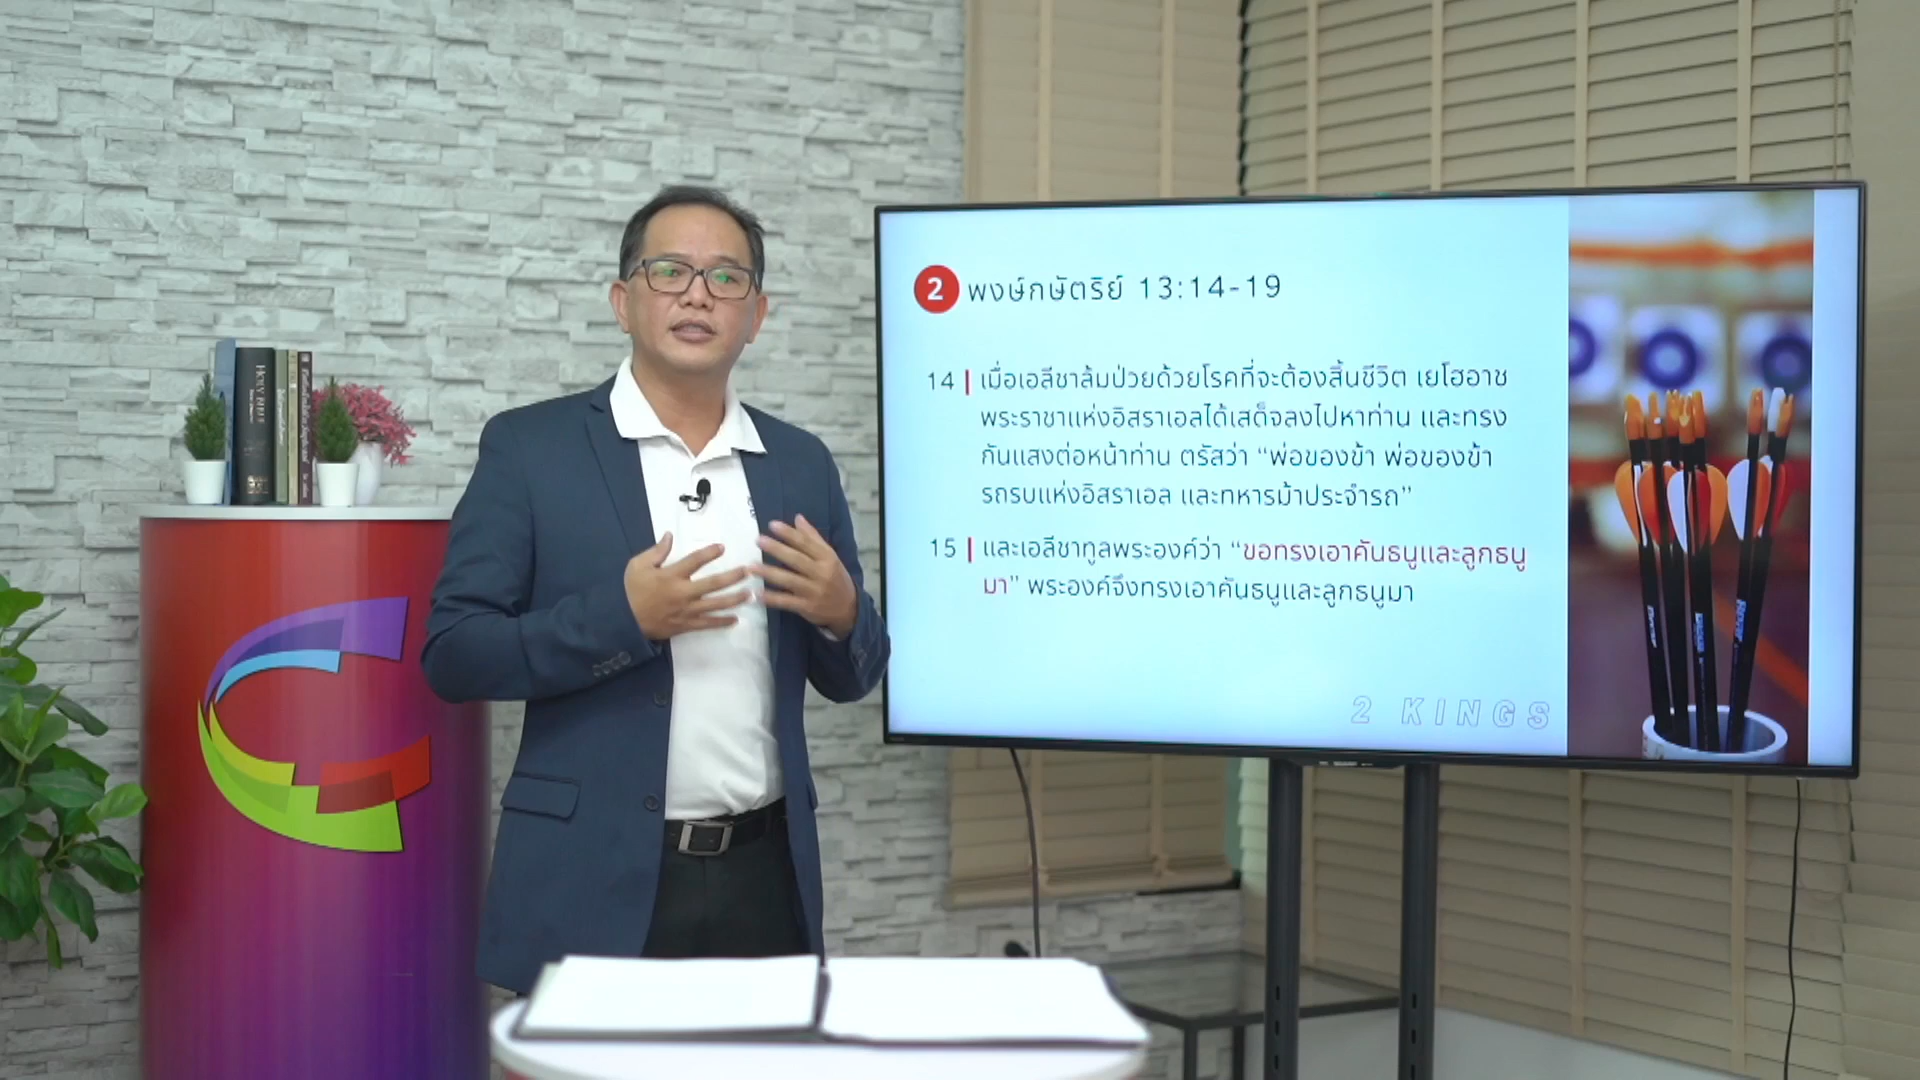 HOLY BIBLE
2 พงษ์กษัตริย์ 13:14-19
14 | เมื่อเอลีชาล้มป่วยด้วยโรคที่จะต้องสิ้นชีวิต เยโฮอาช
พระราชาแห่งอิสราเอลได้เสด็จลงไปหาท่าน และทรง
กันแสงต่อหน้าท่าน ตรัสว่า “พ่อของข้า พ่อของข้า
รถรบแห่งอิสราเอล และทหารม้าประจำรถ”
15 | และเอลีชาทูลพระองค์ว่า “ขอทรงเอาคันธนูและลูกธนู
มา” พระองค์จึงทรงเอาคันธนูและลูกธนูมา
2 KINGS